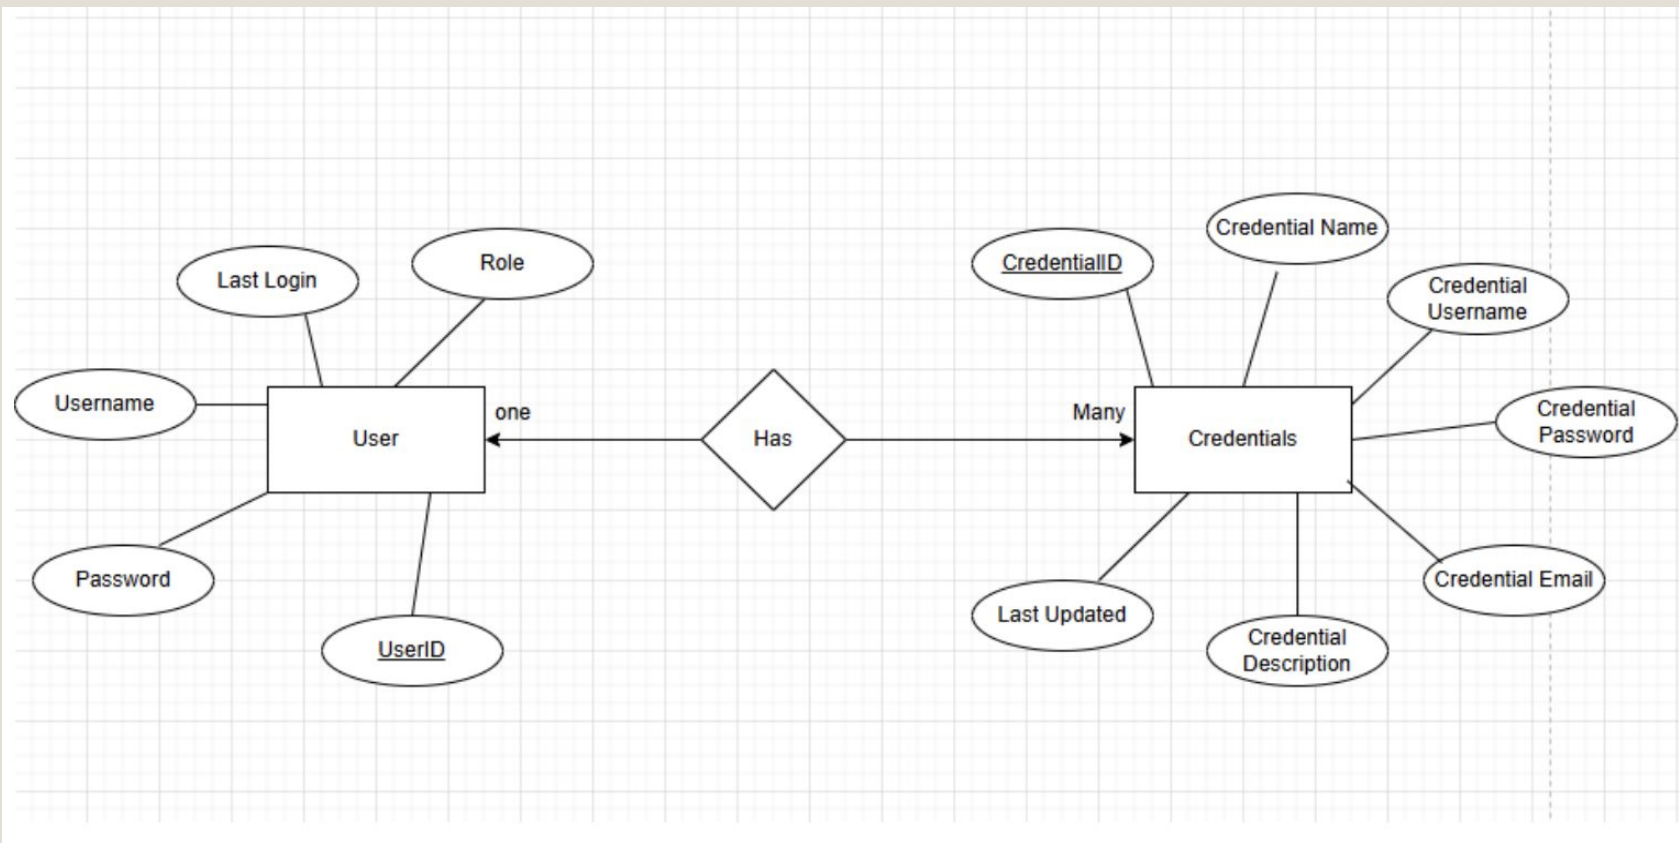 Credential Name
Last Login
Role
CredentialID
Credential
Username
Username
one
Many
Credential
Password
User
Has
Credentials
Password
Credential Email
Last Updated
UserID
Credential
Description